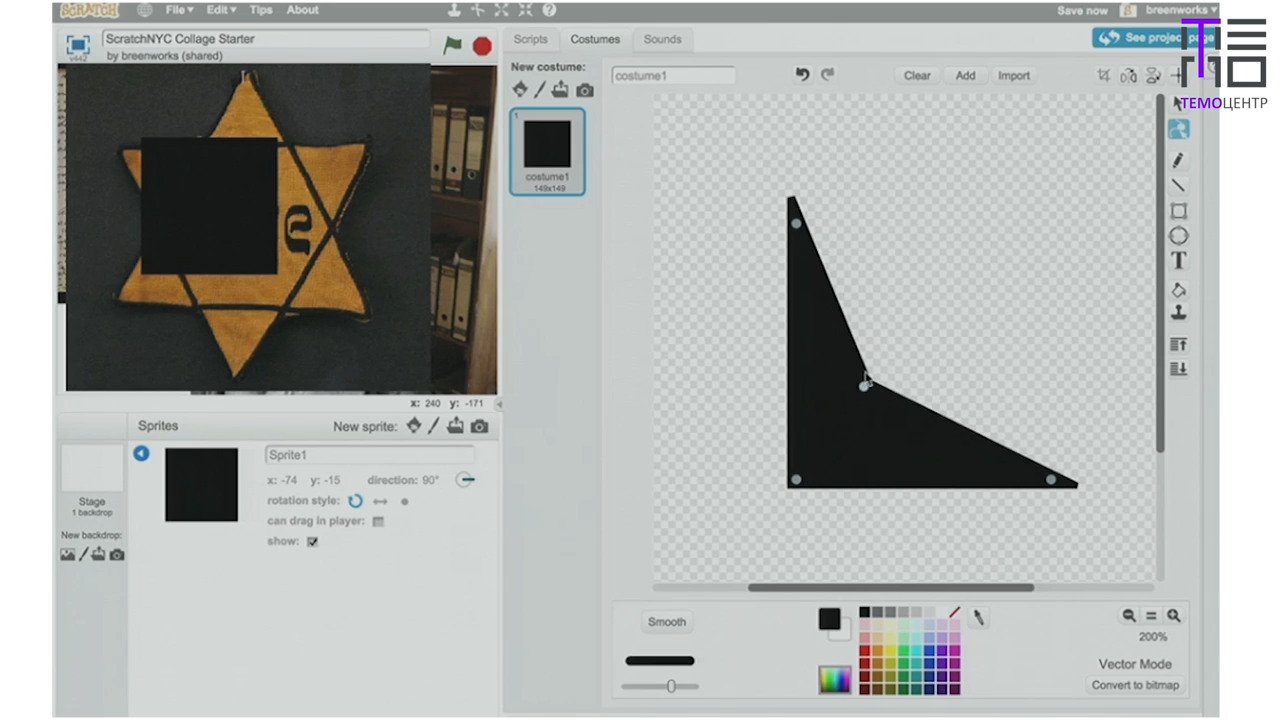 SCRATCH
File
Edit
Tips
About
Save now
breenworks
v442
ScratchNYC Collage Starter
by breenworks (shared)
Scripts
Costumes
Sounds
See project page
ТЕМОЦЕНТР
New costume:
costume1
Clear
Add
Import
1
costume1
149x149
T
x: 240 y: -171
Sprites
New sprite:
Sprite1
x: -74 y: -15 direction: 90°
rotation style:
can drag in player:
show:
Stage
1 backdrop
New backdrop:
Smooth
200%
Vector Mode
Convert to bitmap